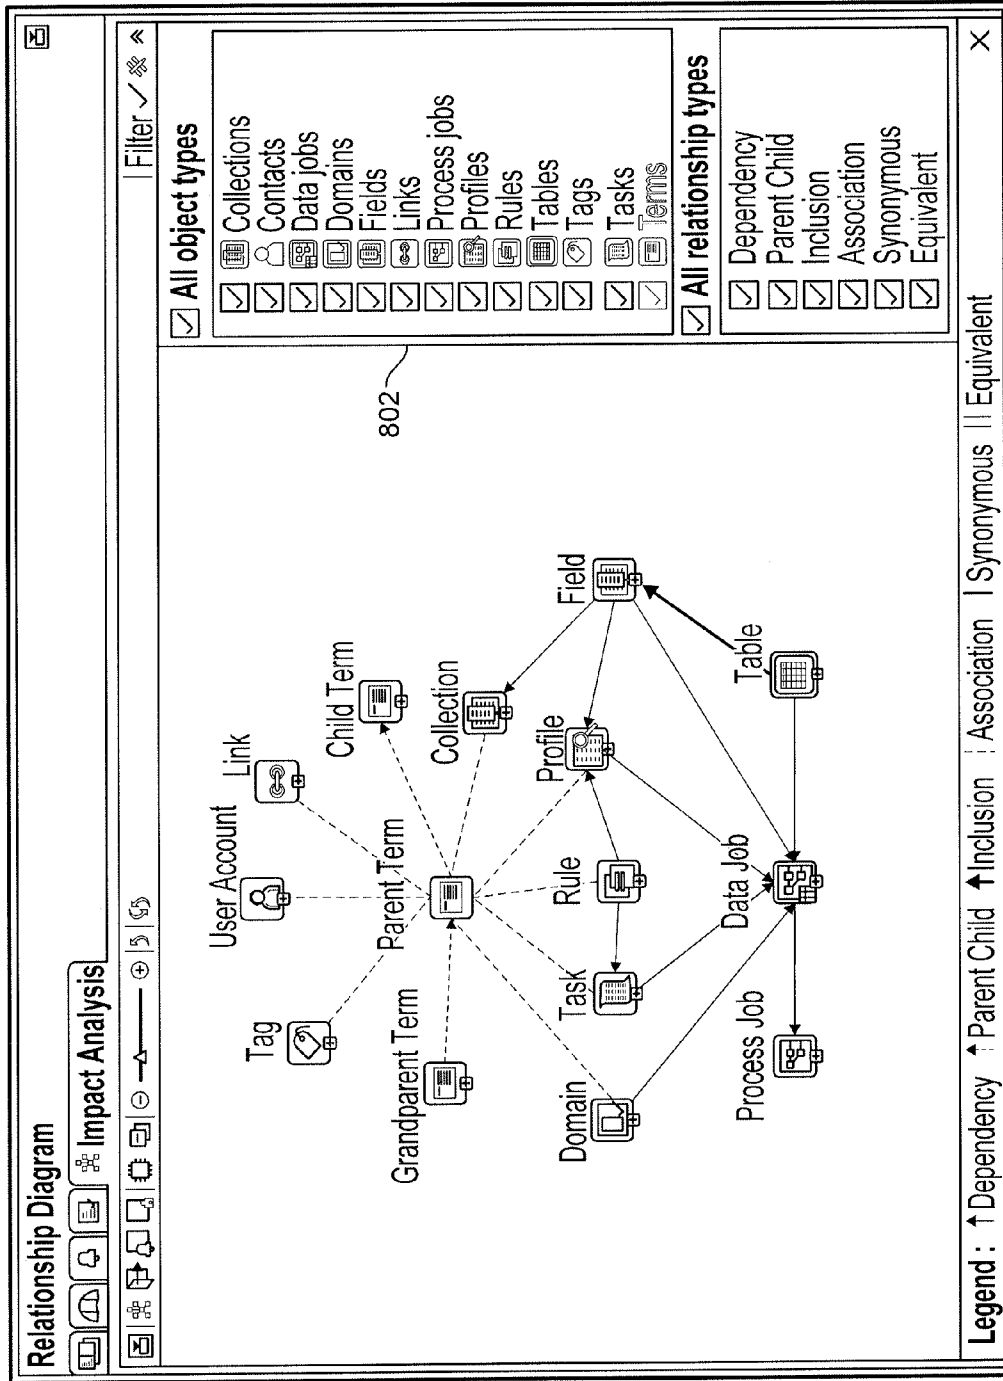 Relationship Diagram
Impact Analysis
Filter
All object types
Collections
Contacts
Data jobs
Domains
Fields
Links
Process jobs
Profiles
Rules
Tables
Tags
Tasks
Terms
All relationship types
Dependency
Parent Child
Inclusion
Association
Synonymous
Equivalent
802
Tag
User Account
Link
Grandparent Term
Parent Term
Child Term
Collection
Domain
Task
Rule
Profile
Field
Process Job
Data Job
Table
Legend : Dependency Parent Child Inclusion Association Synonymous Equivalent